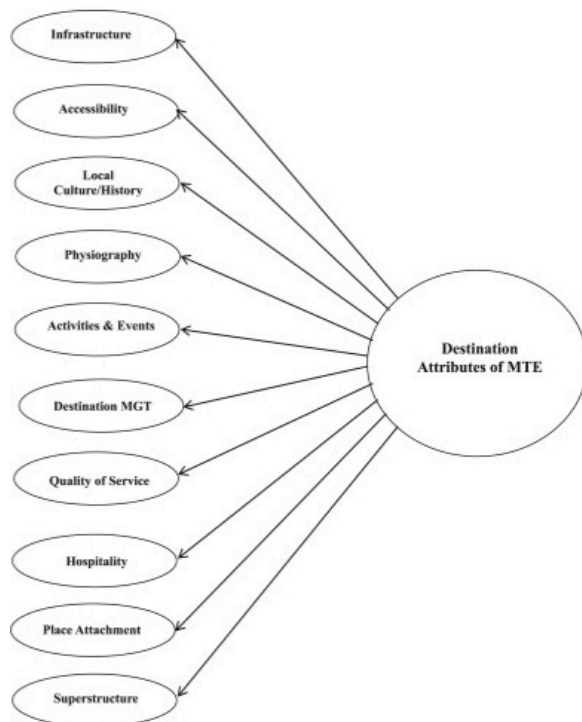 Infrastructure
Accessibility
Local
Culture/History
Physiography
Activities & Events
Destination MGT
Quality of Service
Hospitality
Place Attachment
Superstructure
Destination
Attributes of MTE